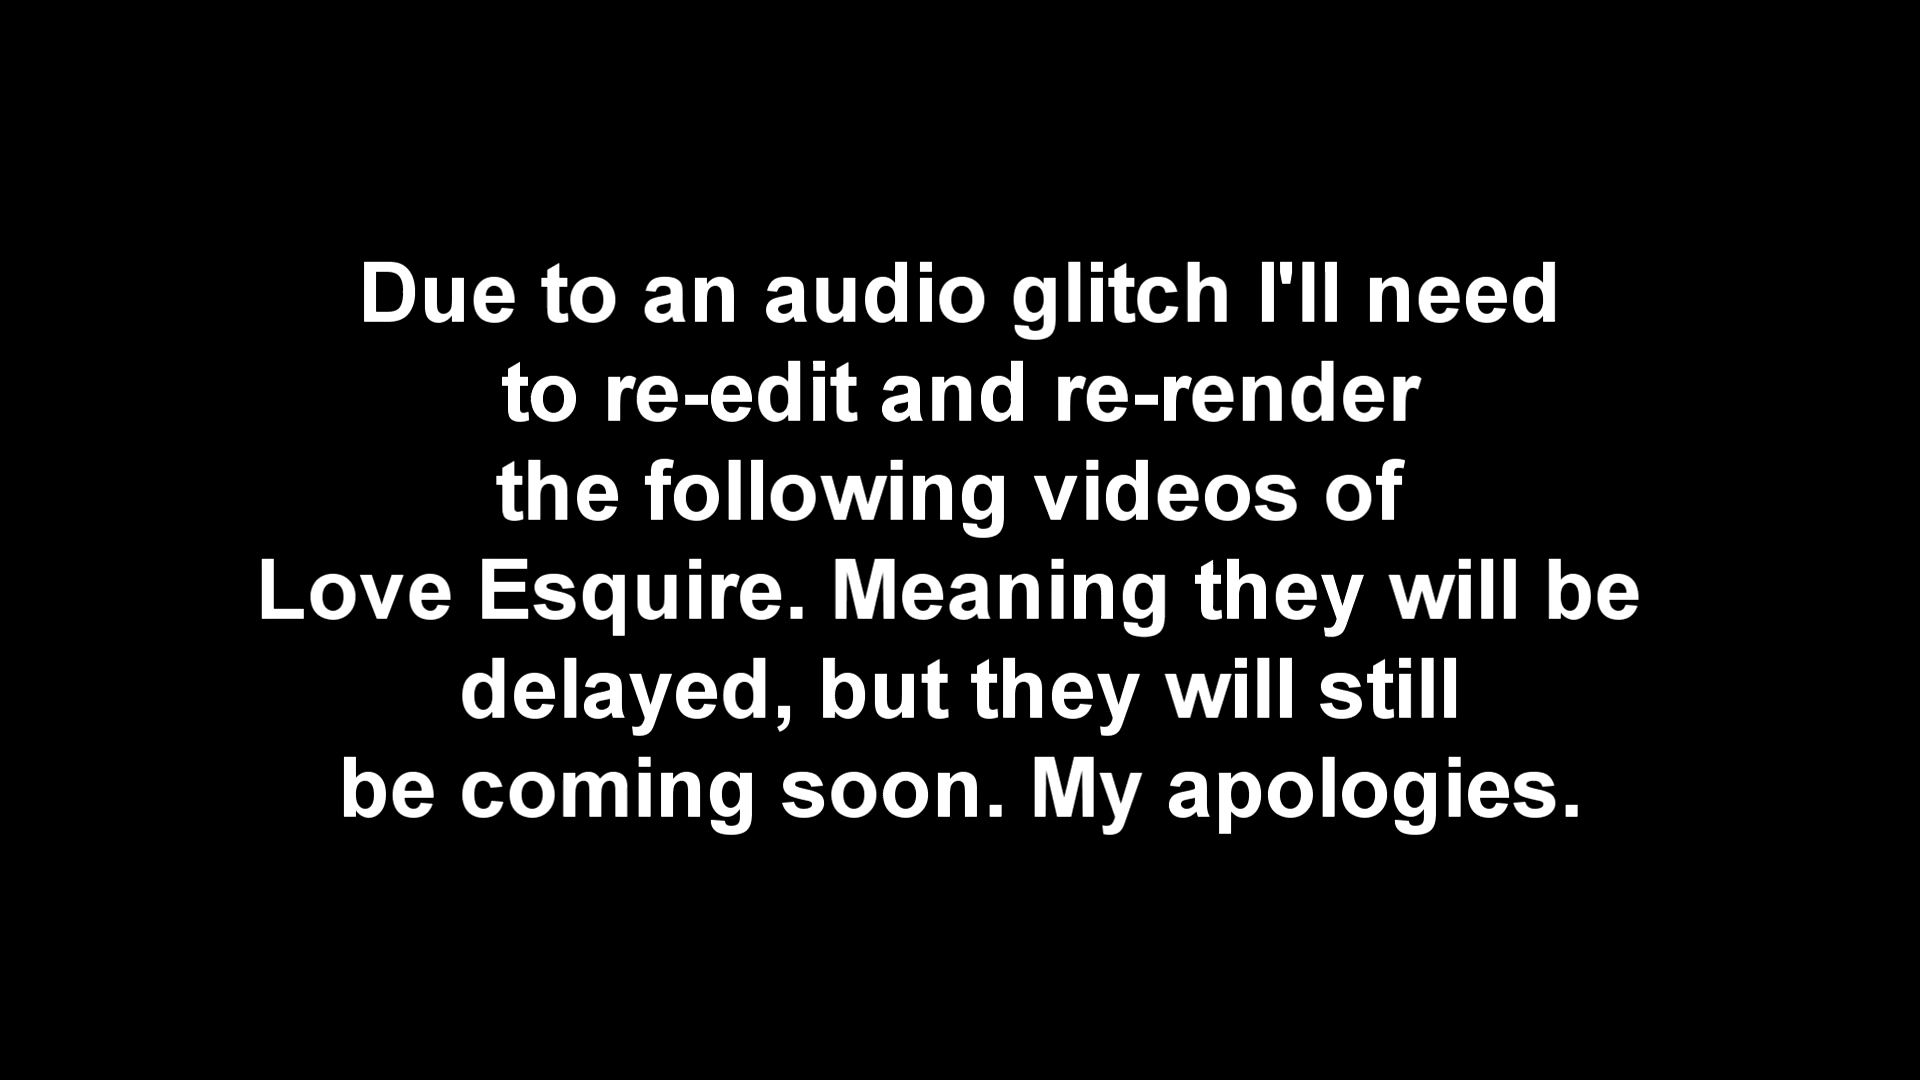 Due to an audio glitch I'll need
to re-edit and re-render
the following videos of
Love Esquire. Meaning they will be
delayed, but they will still
be coming soon. My apologies.